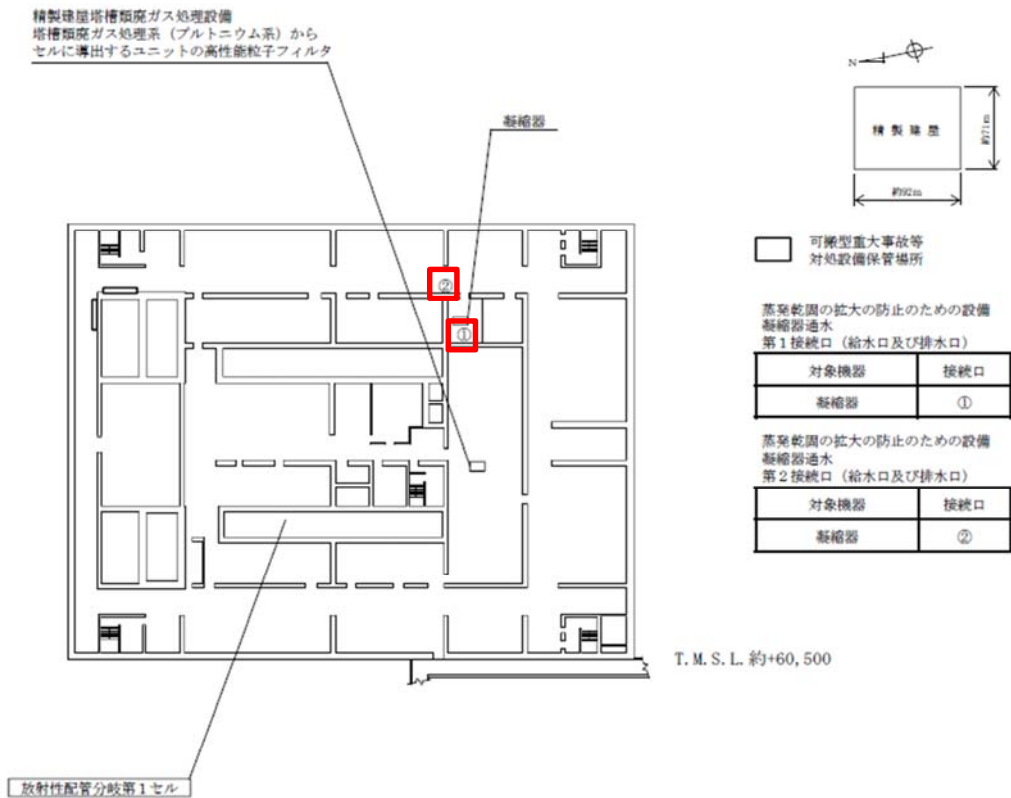 精製建屋塔槽類廃ガス処理設備
塔槽類廃ガス処理系（プルトニウム系）から
セルに導出するユニットの高性能粒子フィルタ
凝縮器
N
精製建屋
約71m
約92m
可搬型重大事故等
対処設備保管場所
②
①
蒸発乾固の拡大の防止のための設備
凝縮器通水
第1接続口（給水口及び排水口）
対象機器 接続口
凝縮器 ①
蒸発乾固の拡大の防止のための設備
凝縮器通水
第2接続口（給水口及び排水口）
対象機器 接続口
凝縮器 ②
T.M.S.L.約+60,500
放射性配管分岐第1セル